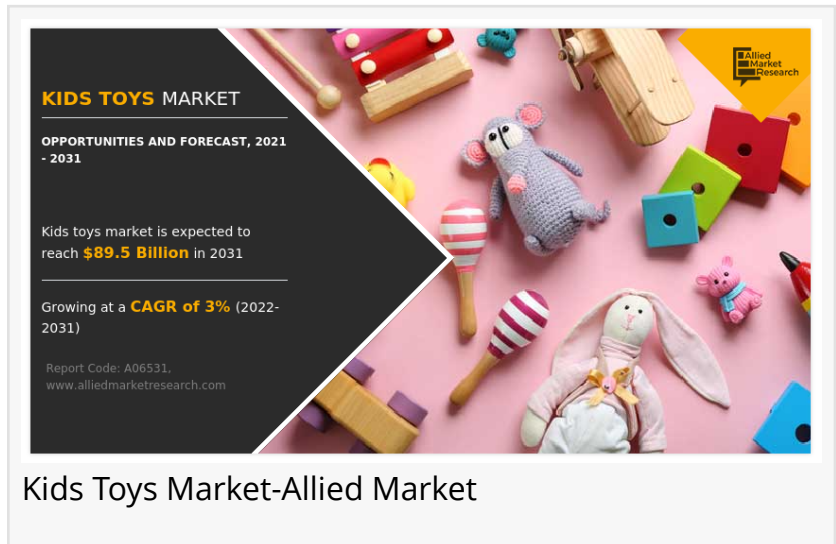 KIDS TOYS MARKET
OPPORTUNITIES AND FORECAST, 2021
- 2031
Kids toys market is expected to
reach $89.5 Billion in 2031
Growing at a CAGR of 3% (2022-
2031)
Report Code: A06531,
www.alliedmarketresearch.com
Allied
Market
Research
Kids Toys Market-Allied Market